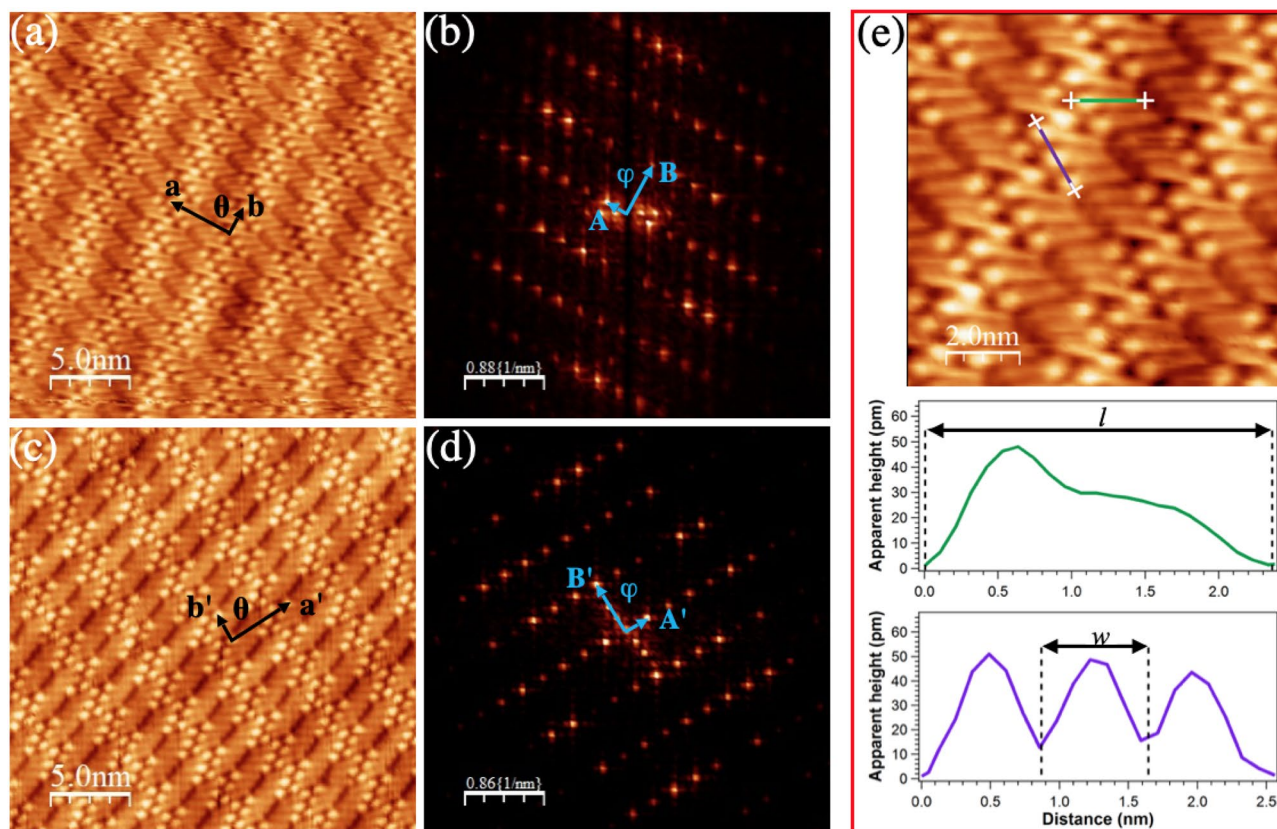 (a)
a
θ
b
5.0nm
(b)
φ
B
A
0.88{1/nm}
(c)
b'
θ
a'
5.0nm
(d)
B'
φ
A'
0.86{1/nm}
(e)
2.0nm
Apparent height (pm)
60
50
40
30
20
10
0
l
0.0 0.5 1.0 1.5 2.0
Apparent height (pm)
60
50
40
30
20
10
0
w
0.0 0.5 1.0 1.5 2.0 2.5
Distance (nm)